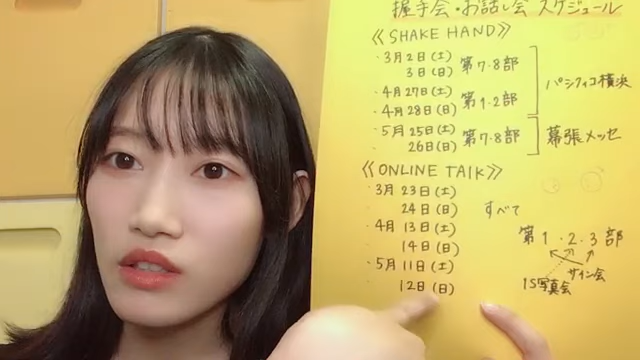 握手会・お話し会 スケジュール
《SHAKE HAND》
・3月2日(土)
3日(日) 第7・8部
・4月27日(土)
・4月28日(日) 第1・2部
パシフィコ横浜
・5月25日(土)
26日(日) 第7・8部
幕張メッセ
《ONLINE TAlK》
・3月23日(土)
24日(日) すべて
・4月13日(土)
14日(日)
第1・2・3部
・5月11日(土)
サイン会
12日(日)
1S写真会